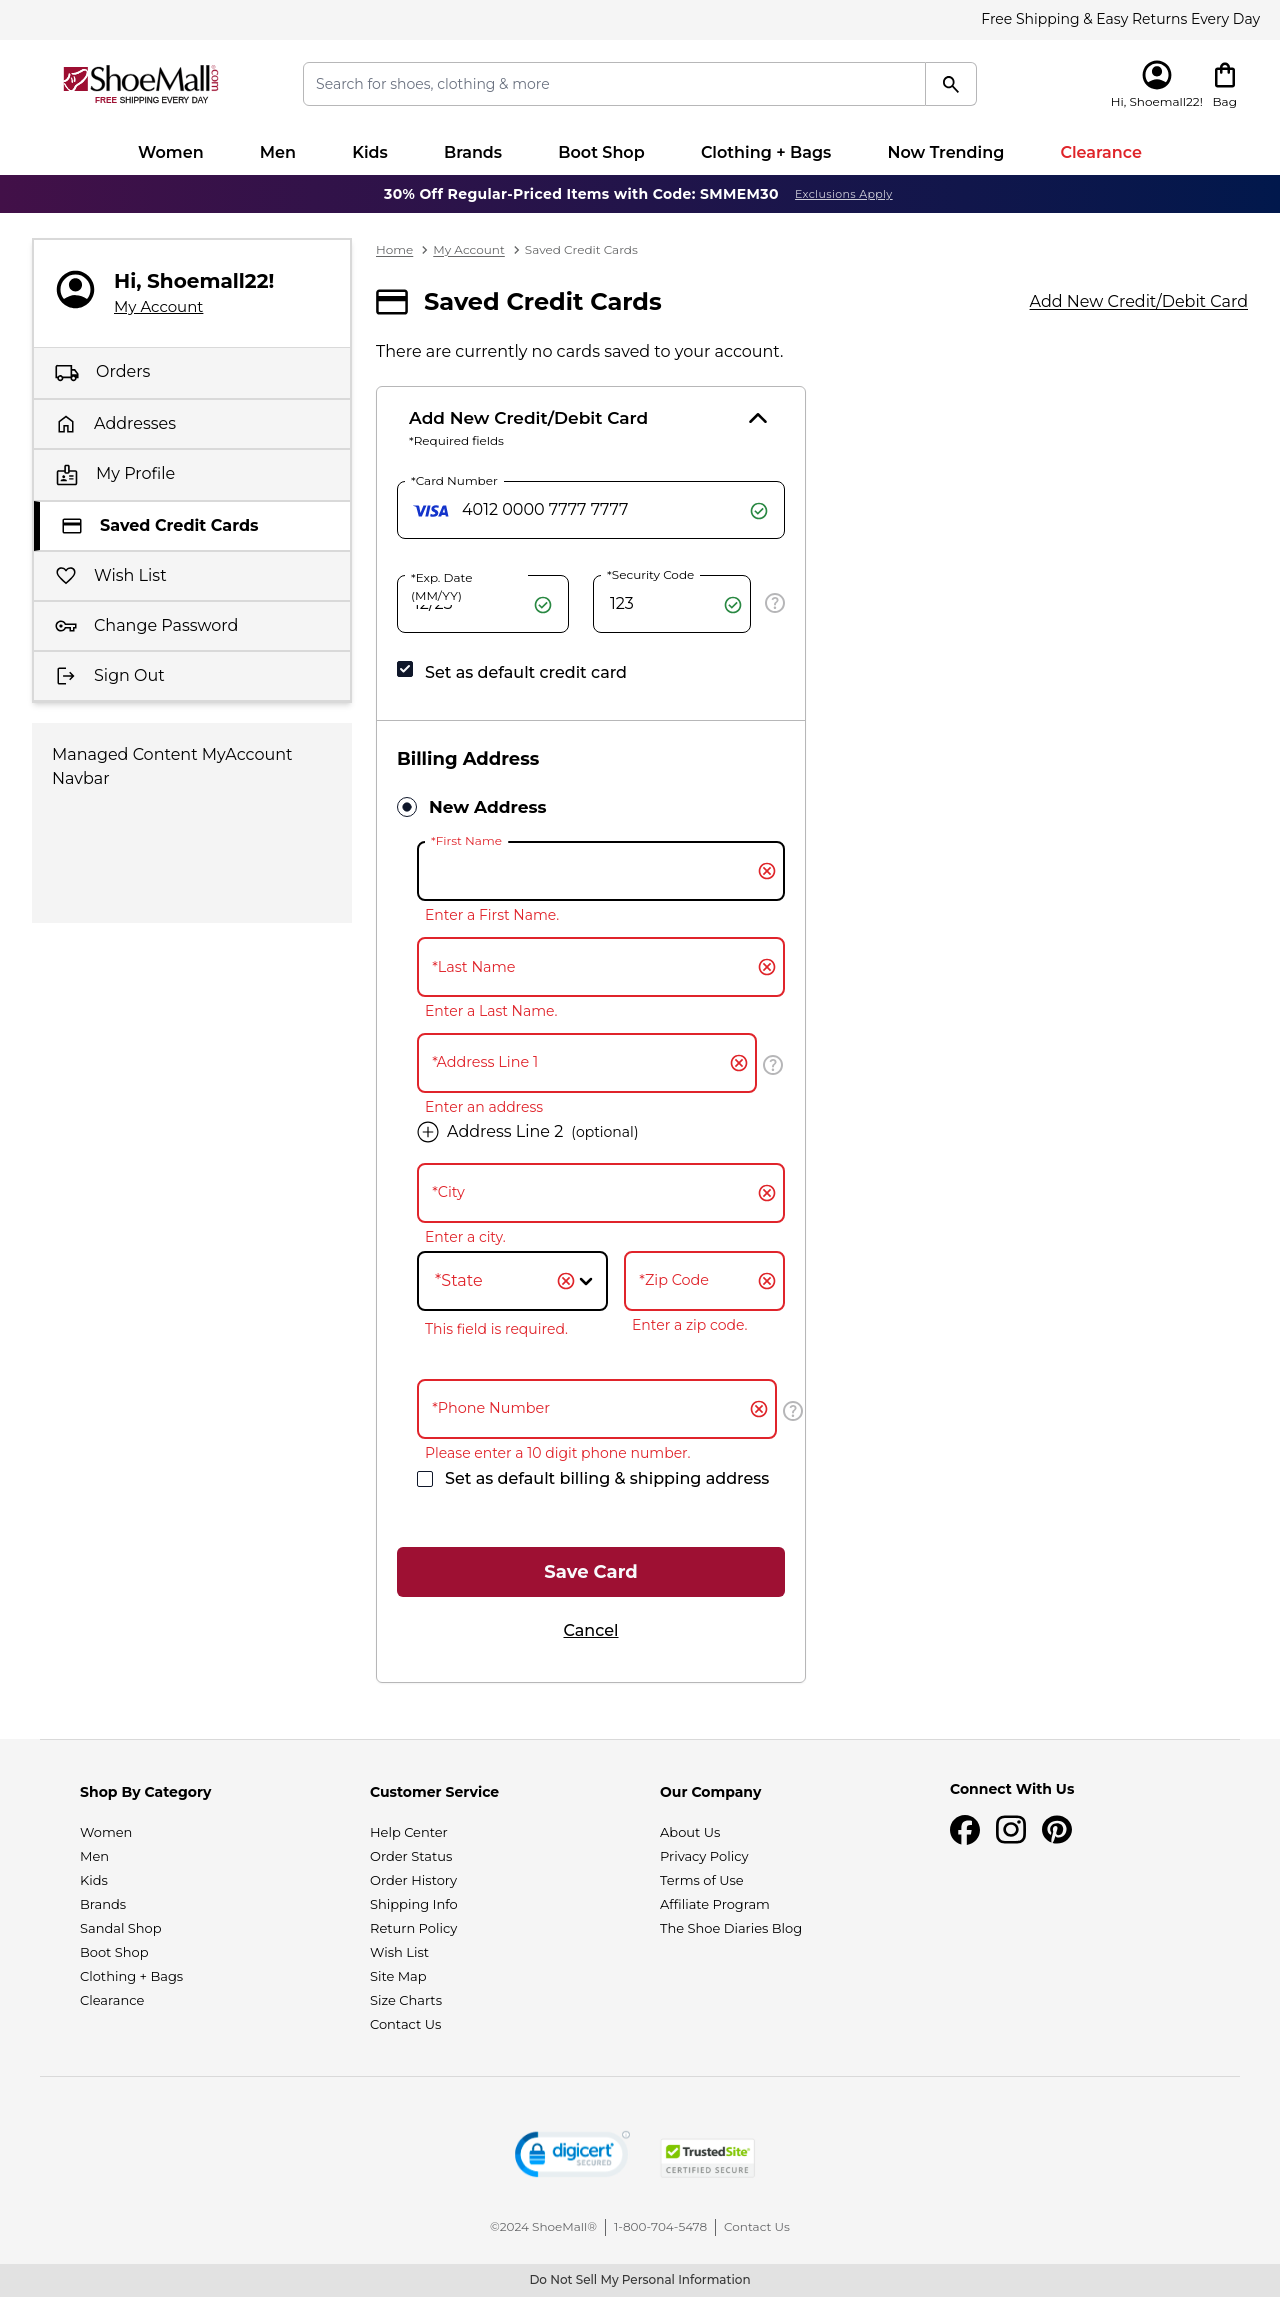 Free Shipping & Easy Returns Every Day
ShoeMall.com
FREE SHIPPING EVERY DAY
Search for shoes, clothing & more
Hi, Shoemall22!
Bag
Women
Men
Kids
Brands
Boot Shop
Clothing + Bags
Now Trending
Clearance
30% Off Regular-Priced Items with Code: SMMEM30
Exclusions Apply
Hi, Shoemall22!
My Account
Orders
Addresses
My Profile
Saved Credit Cards
Wish List
Change Password
Sign Out
Managed Content MyAccount
Navbar
Home
My Account
Saved Credit Cards
Saved Credit Cards
Add New Credit/Debit Card
There are currently no cards saved to your account.
Add New Credit/Debit Card
*Required fields
*Card Number
VISA
4012 0000 7777 7777
*Exp. Date
(MM/YY)
*Security Code
123
Set as default credit card
Billing Address
New Address
*First Name
Enter a First Name.
*Last Name
Enter a Last Name.
*Address Line 1
Enter an address
Address Line 2 (optional)
*City
Enter a city.
*State
This field is required.
*Zip Code
Enter a zip code.
*Phone Number
Please enter a 10 digit phone number.
Set as default billing & shipping address
Save Card
Cancel
Shop By Category
Women
Men
Kids
Brands
Sandal Shop
Boot Shop
Clothing + Bags
Clearance
Customer Service
Help Center
Order Status
Order History
Shipping Info
Return Policy
Wish List
Site Map
Size Charts
Contact Us
Our Company
About Us
Privacy Policy
Terms of Use
Affiliate Program
The Shoe Diaries Blog
Connect With Us
digicert
SECURED
TrustedSite
CERTIFIED SECURE
©2024 ShoeMall®
1-800-704-5478
Contact Us
Do Not Sell My Personal Information